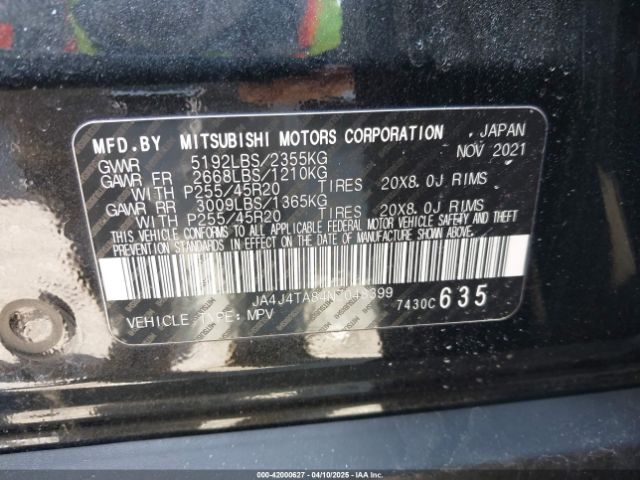 MFD.BY MITSUBISHI MOTORS CORPORATION, JAPAN
GVWR 5192LBS/2355KG NOV 2021
GAWR FR 2668LBS/1210KG
WITH P255/45R20 TIRES 20X8.0J RIMS
GAWR RR 3009LBS/1365KG
WITH P255/45R20 TIRES 20X8.0J RIMS
THIS VEHICLE CONFORMS TO ALL APPLICABLE FEDERAL MOTOR VEHICLE SAFETY AND THEFT
PREVENTION STANDARDS IN EFFECT ON THE DATE OF MANUFACTURE SHOWN ABOVE.
7430C 635
VEHICLE TYPE: MPV
000-42000627 - 04/10/2025 - IAAI.COM